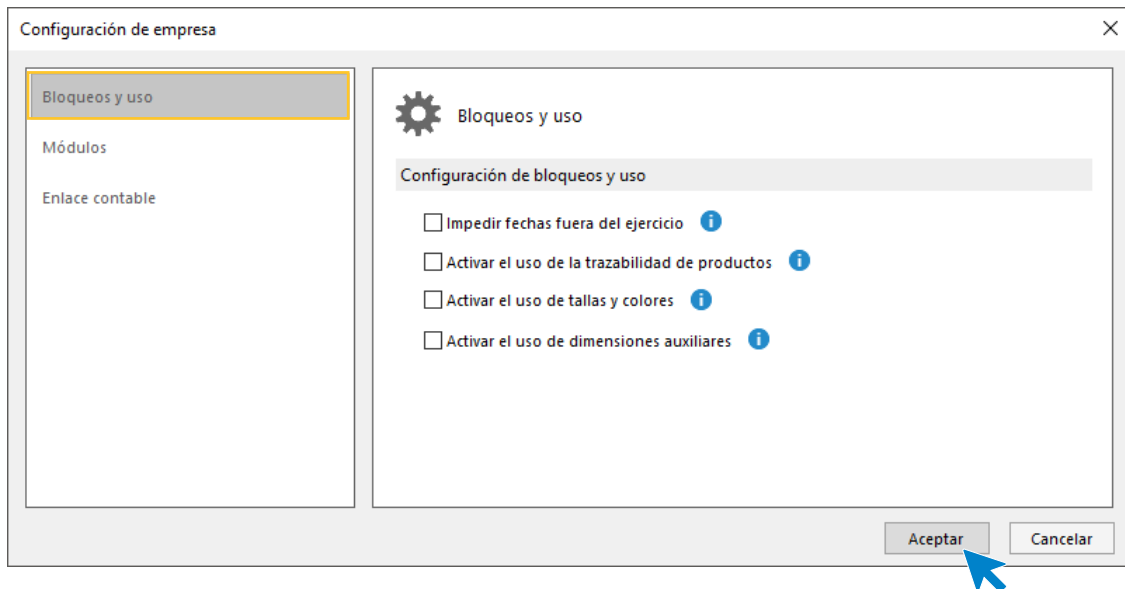 Configuración de empresa
Bloqueos y uso
Módulos
Enlace contable
Bloqueos y uso
Configuración de bloqueos y uso
Impedir fechas fuera del ejercicio
Activar el uso de la trazabilidad de productos
Activar el uso de tallas y colores
Activar el uso de dimensiones auxiliares
Aceptar
Cancelar